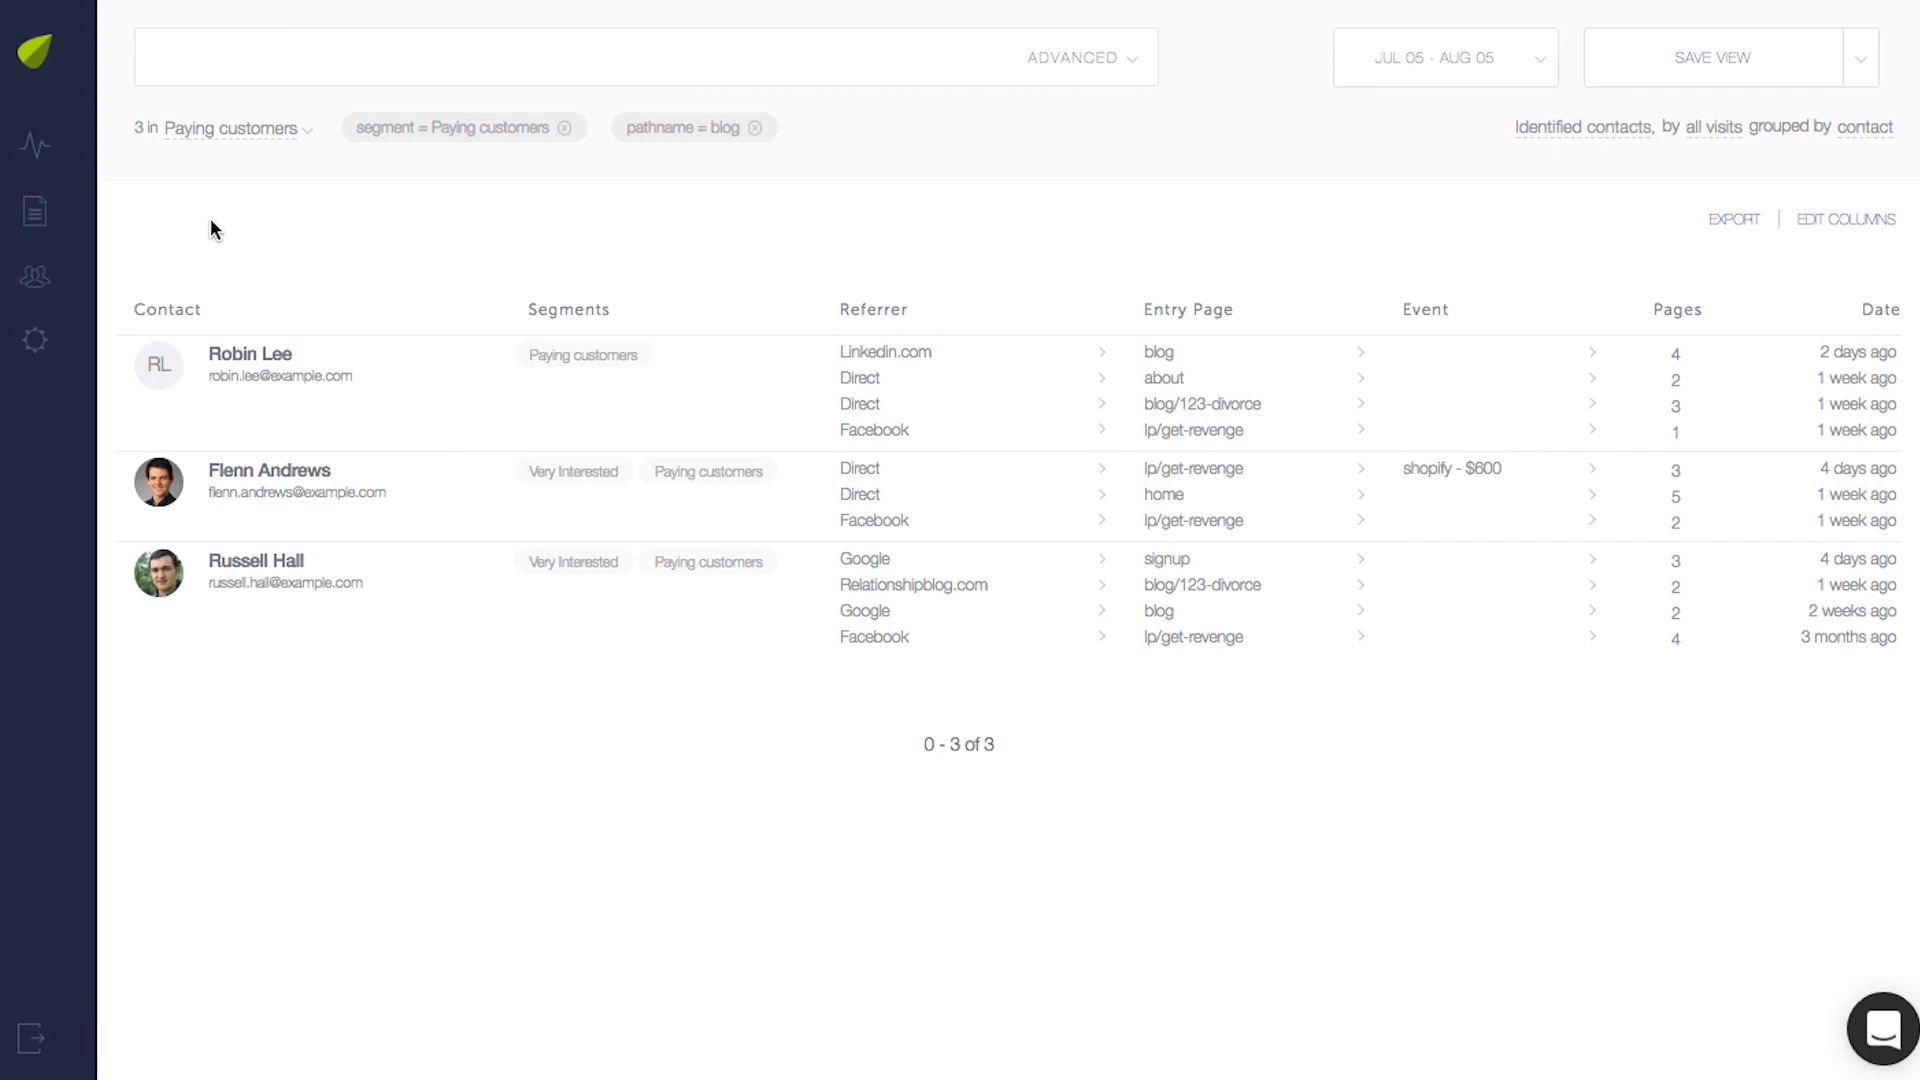 ADVANCED
JUL 05 - AUG 05
SAVE VIEW
3 in Paying customers
segment = Paying customers
pathname = blog
Identified contacts, by all visits grouped by contact
EXPORT | EDIT COLUMNS
Contact Segments Referrer Entry Page Event Pages Date
RL
Robin Lee
robin.lee@example.com
Paying customers
Linkedin.com blog 4 2 days ago
Direct about 2 1 week ago
Direct blog/123-divorce 3 1 week ago
Facebook lp/get-revenge 1 1 week ago
Flenn Andrews
flenn.andrews@example.com
Very Interested Paying customers
Direct lp/get-revenge shopify - $600 3 4 days ago
Direct home 5 1 week ago
Facebook lp/get-revenge 2 1 week ago
Russell Hall
russell.hall@example.com
Very Interested Paying customers
Google signup 3 4 days ago
Relationshipblog.com blog/123-divorce 2 1 week ago
Google blog 2 2 weeks ago
Facebook lp/get-revenge 4 3 months ago
0 - 3 of 3